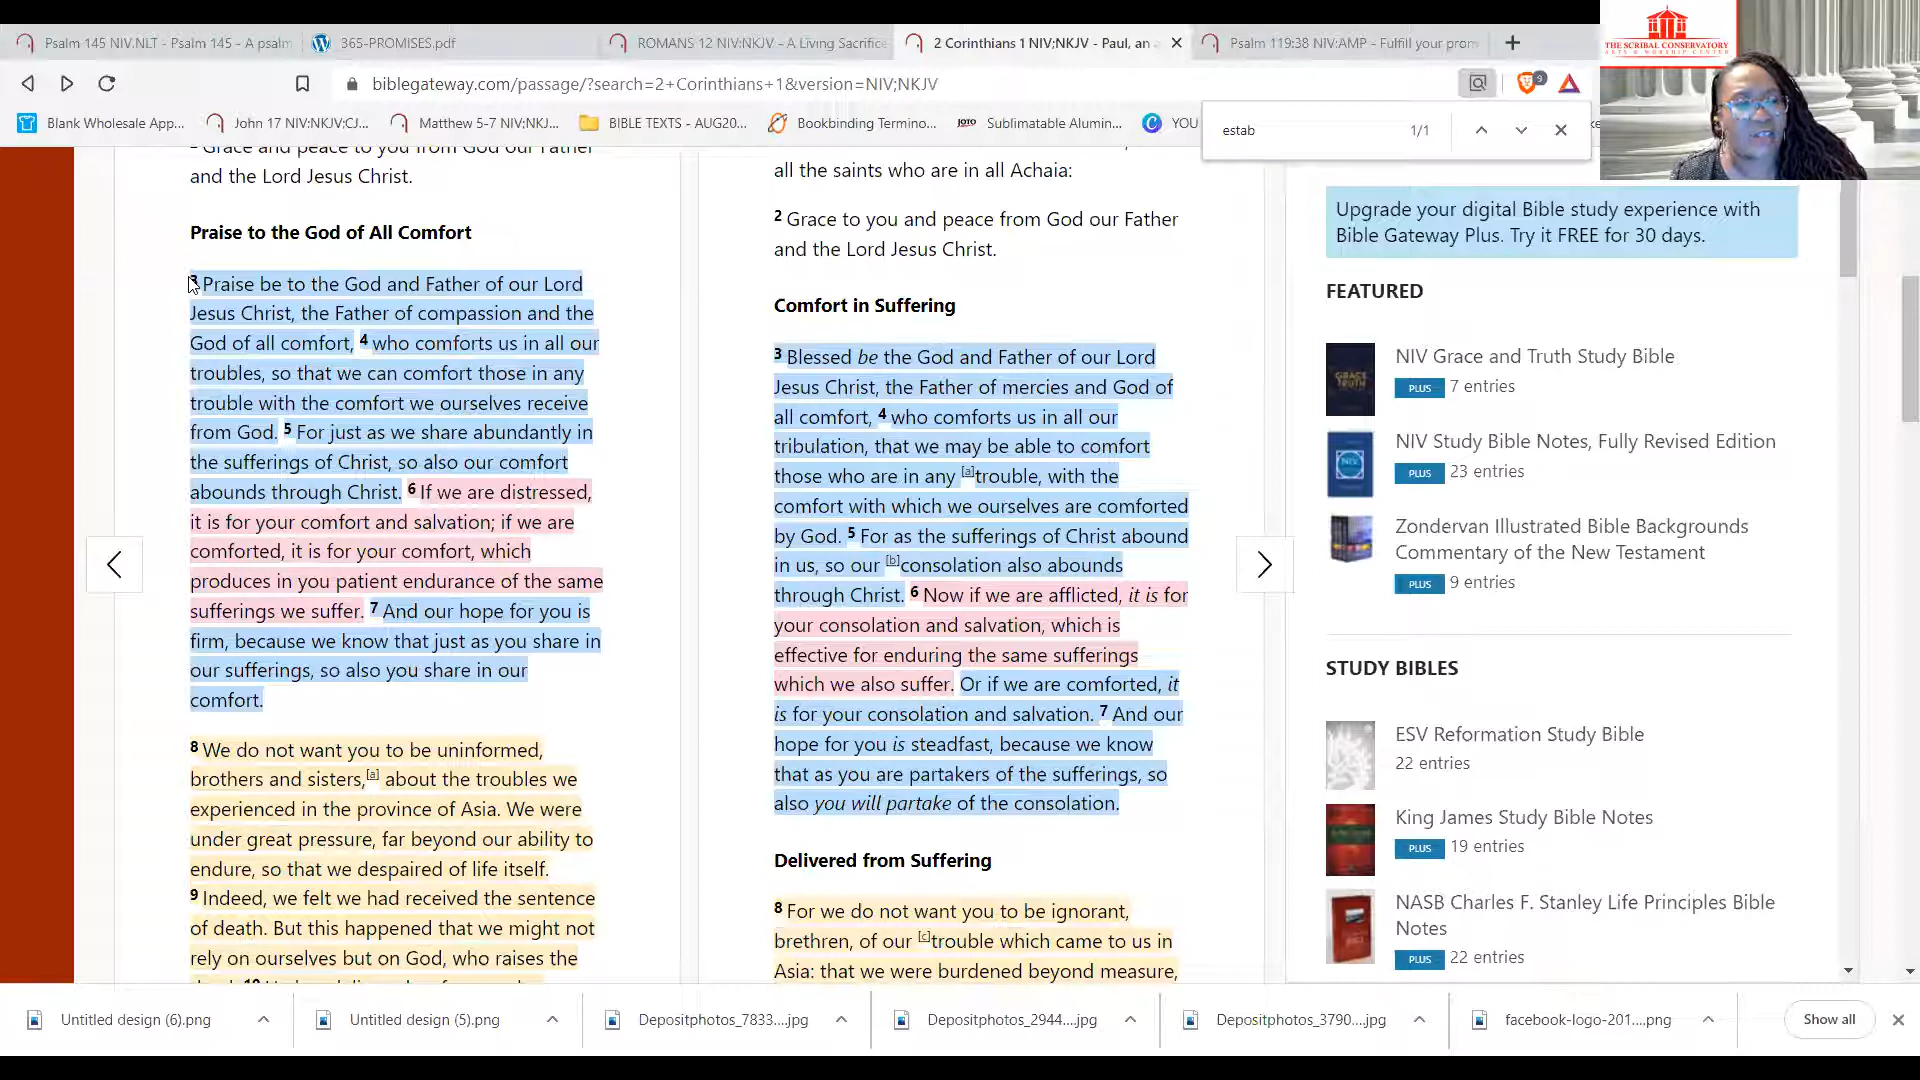 Psalm 145 NIV.NLT - Psalm 145 - A psalm
365-PROMISES.pdf
ROMANS 12 NIV;NKJV - A Living Sacrifice
2 Corinthians 1 NIV;NKJV - Paul, an
Psalm 119:38 NIV;AMP - Fulfill your prom
biblegateway.com/passage/?search=2+Corinthians+1&version=NIV;NKJV
9
Blank Wholesale App...
John 17 NIV;NKJV;CJ...
Matthew 5-7 NIV;NKJ...
BIBLE TEXTS - AUG20...
Bookbinding Termino...
JOTO
Sublimatable Alumin...
YOU
estab
1/1
THE SCRIBAL CONSERVATORY
ARTS & WORSHIP CENTER
Grace and peace to you from God our Father
and the Lord Jesus Christ.
Praise to the God of All Comfort
3 Praise be to the God and Father of our Lord
Jesus Christ, the Father of compassion and the
God of all comfort, 4 who comforts us in all our
troubles, so that we can comfort those in any
trouble with the comfort we ourselves receive
from God. 5 For just as we share abundantly in
the sufferings of Christ, so also our comfort
abounds through Christ. 6 If we are distressed,
it is for your comfort and salvation; if we are
comforted, it is for your comfort, which
produces in you patient endurance of the same
sufferings we suffer. 7 And our hope for you is
firm, because we know that just as you share in
our sufferings, so also you share in our
comfort.
8 We do not want you to be uninformed,
brothers and sisters,[a] about the troubles we
experienced in the province of Asia. We were
under great pressure, far beyond our ability to
endure, so that we despaired of life itself.
9 Indeed, we felt we had received the sentence
of death. But this happened that we might not
rely on ourselves but on God, who raises the
all the saints who are in all Achaia:
2 Grace to you and peace from God our Father
and the Lord Jesus Christ.
Comfort in Suffering
3 Blessed be the God and Father of our Lord
Jesus Christ, the Father of mercies and God of
all comfort, 4 who comforts us in all our
tribulation, that we may be able to comfort
those who are in any [a]trouble, with the
comfort with which we ourselves are comforted
by God. 5 For as the sufferings of Christ abound
in us, so our [b]consolation also abounds
through Christ. 6 Now if we are afflicted, it is for
your consolation and salvation, which is
effective for enduring the same sufferings
which we also suffer. Or if we are comforted, it
is for your consolation and salvation. 7 And our
hope for you is steadfast, because we know
that as you are partakers of the sufferings, so
also you will partake of the consolation.
Delivered from Suffering
8 For we do not want you to be ignorant,
brethren, of our [c]trouble which came to us in
Asia: that we were burdened beyond measure,
Upgrade your digital Bible study experience with
Bible Gateway Plus. Try it FREE for 30 days.
FEATURED
NIV Grace and Truth Study Bible
PLUS 7 entries
NIV Study Bible Notes, Fully Revised Edition
PLUS 23 entries
Zondervan Illustrated Bible Backgrounds
Commentary of the New Testament
PLUS 9 entries
STUDY BIBLES
ESV Reformation Study Bible
22 entries
King James Study Bible Notes
PLUS 19 entries
NASB Charles F. Stanley Life Principles Bible
Notes
PLUS 22 entries
Untitled design (6).png
Untitled design (5).png
Depositphotos_7833....jpg
Depositphotos_2944....jpg
Depositphotos_3790....jpg
facebook-logo-201....png
Show all